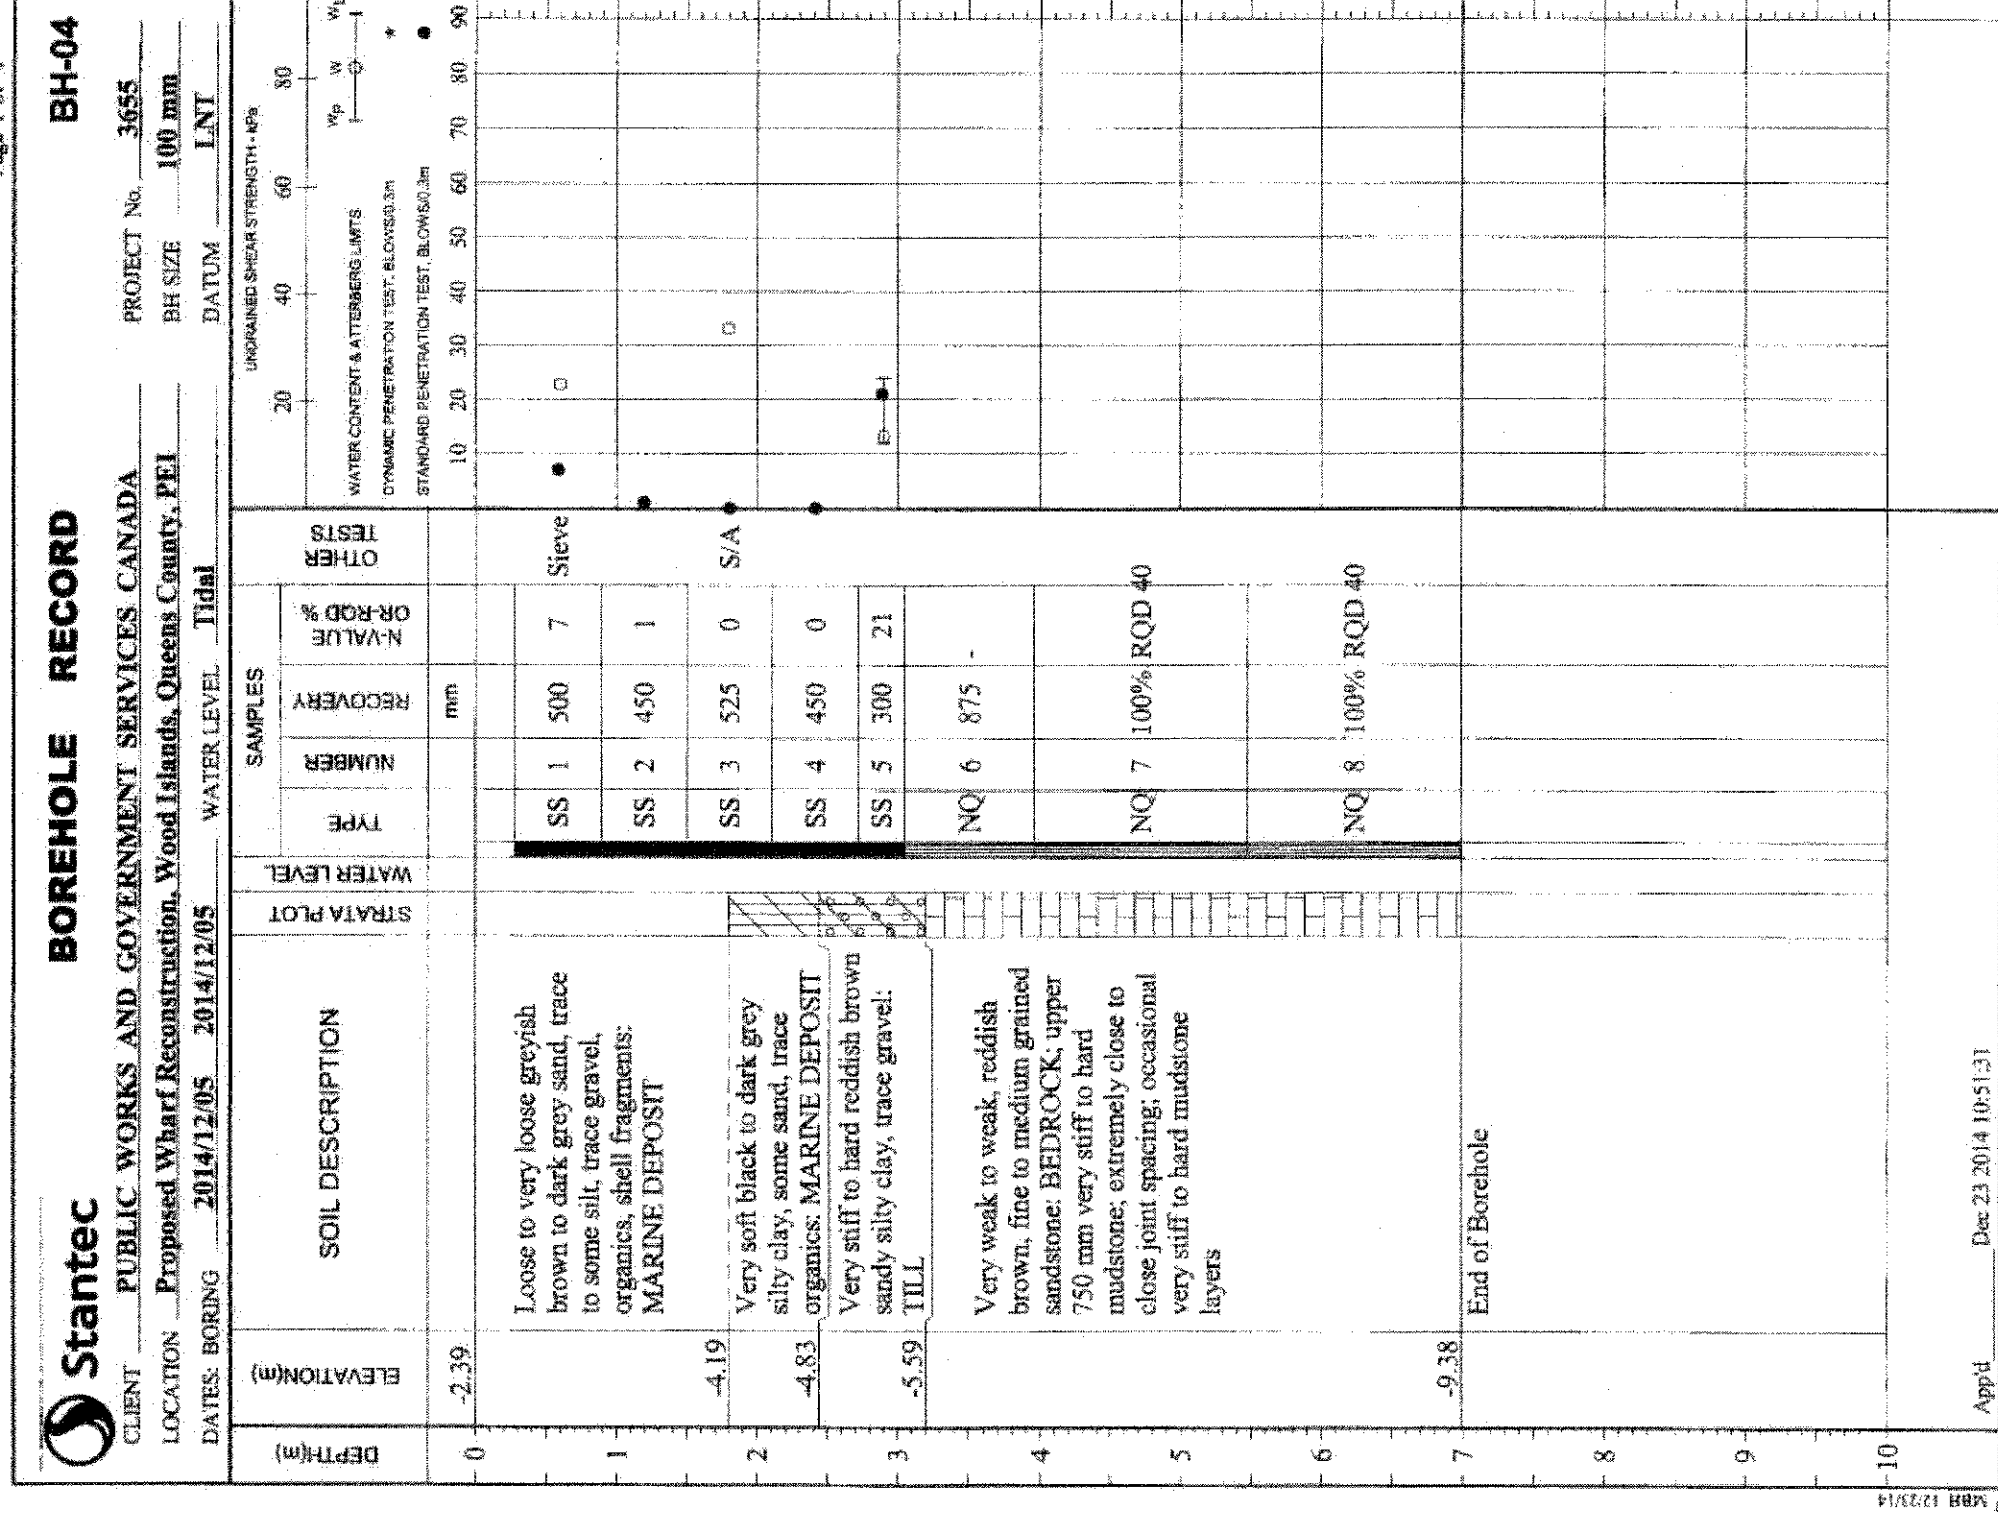 Stantec
BOREHOLE RECORD
BH-04
CLIENT PUBLIC WORKS AND GOVERNMENT SERVICES CANADA
PROJECT No. 3655
LOCATION Proposed Wharf Reconstruction, Wood Islands, Queens County, PEI
BH SIZE 100 mm
DATES: BORING 2014/12/05 2014/12/05
WATER LEVEL Tidal
DATUM LNT
DEPTH(m)
ELEVATION(m)
SOIL DESCRIPTION
STRATA PLOT
WATER LEVEL
SAMPLES
TYPE
NUMBER
RECOVERY
mm
N-VALUE
OR-RQD %
OTHER
TESTS
UNDRAINED SHEAR STRENGTH - kPa
20 40 60 80
WATER CONTENT & ATTERBERG LIMITS
Wp W WL
DYNAMIC PENETRATION TEST, BLOWS/0.3m ★
STANDARD PENETRATION TEST, BLOWS/0.3m ●
10 20 30 40 50 60 70 80 90
0
-2.39
Loose to very loose greyish
brown to dark grey sand, trace
to some silt, trace gravel,
organics, shell fragments:
MARINE DEPOSIT
SS 1 500 7 Sieve
1
SS 2 450 1
-4.19
Very soft black to dark grey
silty clay, some sand, trace
organics: MARINE DEPOSIT
SS 3 525 0 S/A
2
SS 4 450 0
-4.83
Very stiff to hard reddish brown
sandy silty clay, trace gravel:
TILL
SS 5 300 21
3
-5.59
Very weak to weak, reddish
brown, fine to medium grained
sandstone: BEDROCK; upper
750 mm very stiff to hard
mudstone; extremely close to
close joint spacing; occasional
very stiff to hard mudstone
layers
NQ 6 875 -
4
NQ 7 100% RQD 40
5
6
NQ 8 100% RQD 40
7
-9.38
End of Borehole
8
9
10
App'd
Dec 23 2014 10:51:31
12/23/14